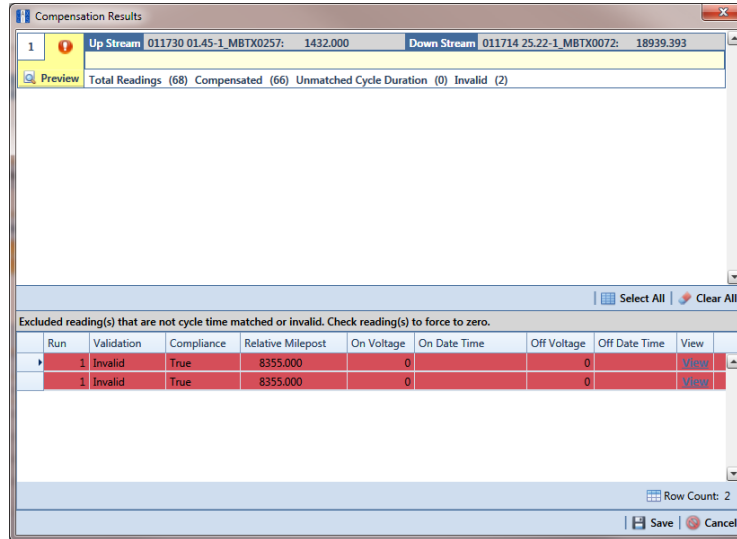 Compensation Results
1 Up Stream 011730 01.45-1_MBTX0257: 1432.000 Down Stream 011714 25.22-1_MBTX0072: 18939.393
Preview Total Readings (68) Compensated (66) Unmatched Cycle Duration (0) Invalid (2)
Select All Clear All
Excluded reading(s) that are not cycle time matched or invalid. Check reading(s) to force to zero.
Run Validation Compliance Relative Milepost On Voltage On Date Time Off Voltage Off Date Time View
1 Invalid True 8355.000 0 0 View
1 Invalid True 8355.000 0 0 View
Row Count: 2
Save Cancel